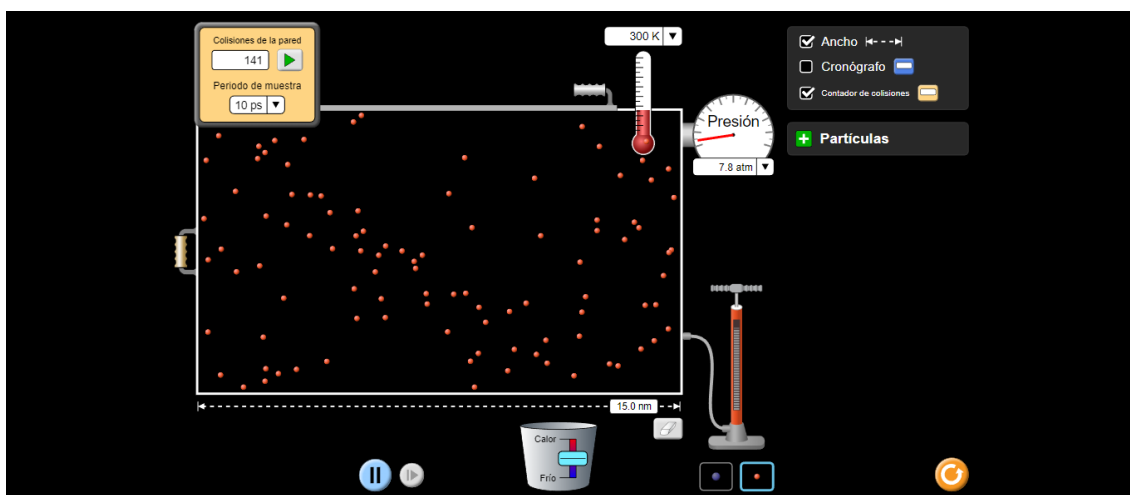 Colisiones de la pared
141
Periodo de muestra
10 ps
300 K
Presión
7.8 atm
Ancho
Cronógrafo
Contador de colisiones
Partículas
15.0 nm
Calor
Frío